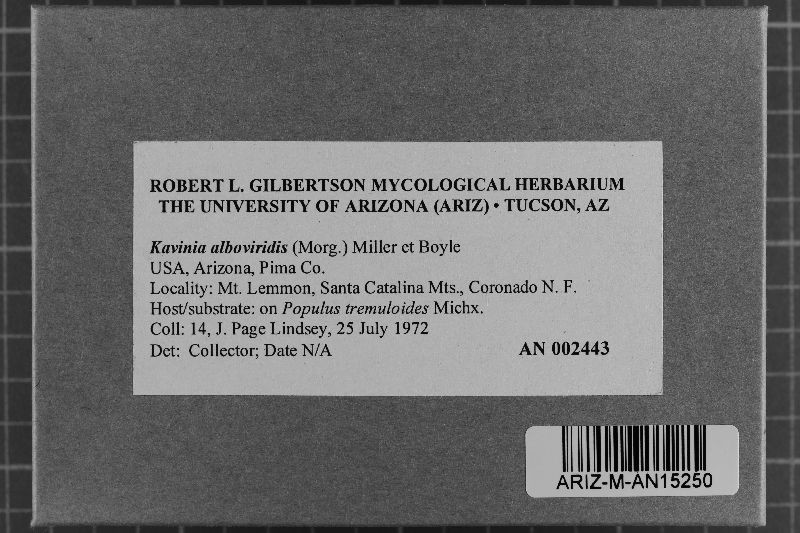 ROBERT L. GILBERTSON MYCOLOGICAL HERBARIUM
THE UNIVERSITY OF ARIZONA (ARIZ) • TUCSON, AZ
Kavinia alboviridis (Morg.) Miller et Boyle
USA, Arizona, Pima Co.
Locality: Mt. Lemmon, Santa Catalina Mts., Coronado N. F.
Host/substrate: on Populus tremuloides Michx.
Coll: 14, J. Page Lindsey, 25 July 1972
Det: Collector; Date N/A AN 002443
ARIZ-M-AN15250